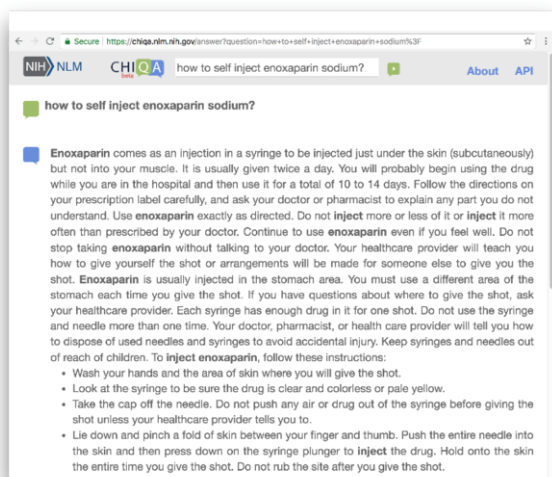 Secure | https://chiqa.nlm.nih.gov/answer?question=how+to+self+inject+enoxaparin+sodium%3F
NIH NLM CHIQA beta how to self inject enoxaparin sodium? About API
how to self inject enoxaparin sodium?
Enoxaparin comes as an injection in a syringe to be injected just under the skin (subcutaneously)
but not into your muscle. It is usually given twice a day. You will probably begin using the drug
while you are in the hospital and then use it for a total of 10 to 14 days. Follow the directions on
your prescription label carefully, and ask your doctor or pharmacist to explain any part you do not
understand. Use enoxaparin exactly as directed. Do not inject more or less of it or inject it more
often than prescribed by your doctor. Continue to use enoxaparin even if you feel well. Do not
stop taking enoxaparin without talking to your doctor. Your healthcare provider will teach you
how to give yourself the shot or arrangements will be made for someone else to give you the
shot. Enoxaparin is usually injected in the stomach area. You must use a different area of the
stomach each time you give the shot. If you have questions about where to give the shot, ask
your healthcare provider. Each syringe has enough drug in it for one shot. Do not use the syringe
and needle more than one time. Your doctor, pharmacist, or health care provider will tell you how
to dispose of used needles and syringes to avoid accidental injury. Keep syringes and needles out
of reach of children. To inject enoxaparin, follow these instructions:
• Wash your hands and the area of skin where you will give the shot.
• Look at the syringe to be sure the drug is clear and colorless or pale yellow.
• Take the cap off the needle. Do not push any air or drug out of the syringe before giving the
shot unless your healthcare provider tells you to.
• Lie down and pinch a fold of skin between your finger and thumb. Push the entire needle into
the skin and then press down on the syringe plunger to inject the drug. Hold onto the skin
the entire time you give the shot. Do not rub the site after you give the shot.